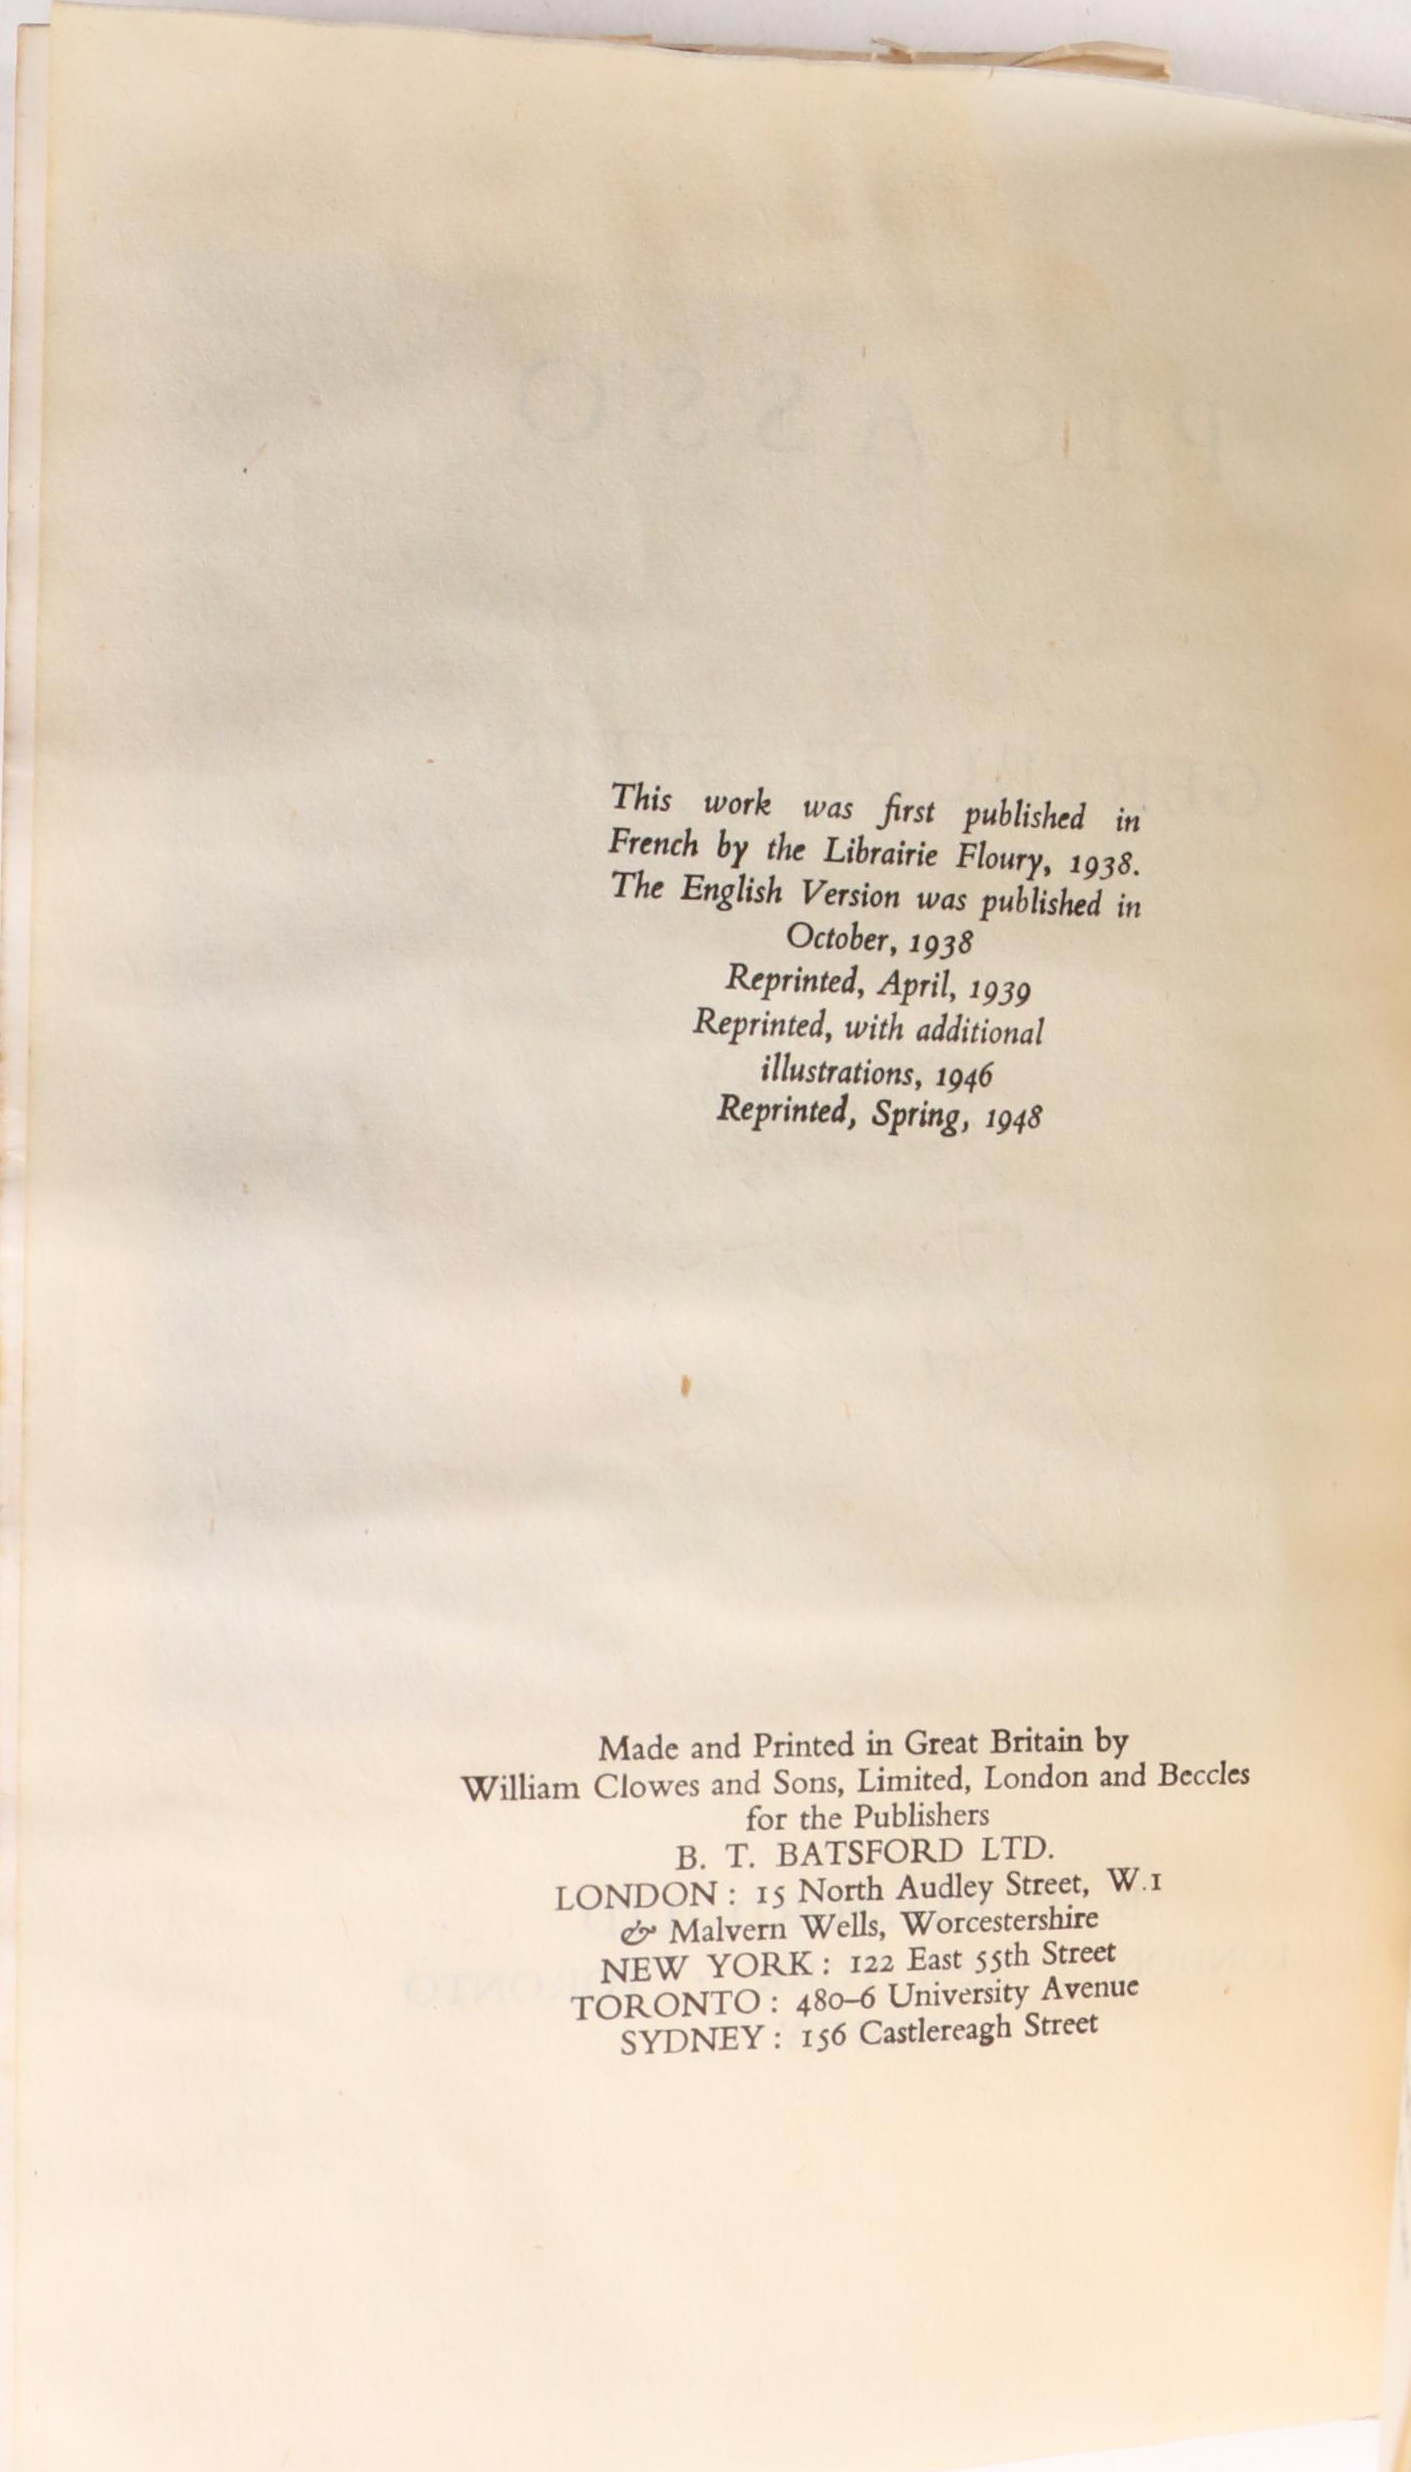 This work was first published in
French by the Librairie Floury, 1938.
The English Version was published in
October, 1938
Reprinted, April, 1939
Reprinted, with additional
illustrations, 1946
Reprinted, Spring, 1948
Made and Printed in Great Britain by
William Clowes and Sons, Limited, London and Beccles
for the Publishers
B. T. BATSFORD LTD.
LONDON : 15 North Audley Street, W.1
& Malvern Wells, Worcestershire
NEW YORK : 122 East 55th Street
TORONTO : 480–6 University Avenue
SYDNEY : 156 Castlereagh Street